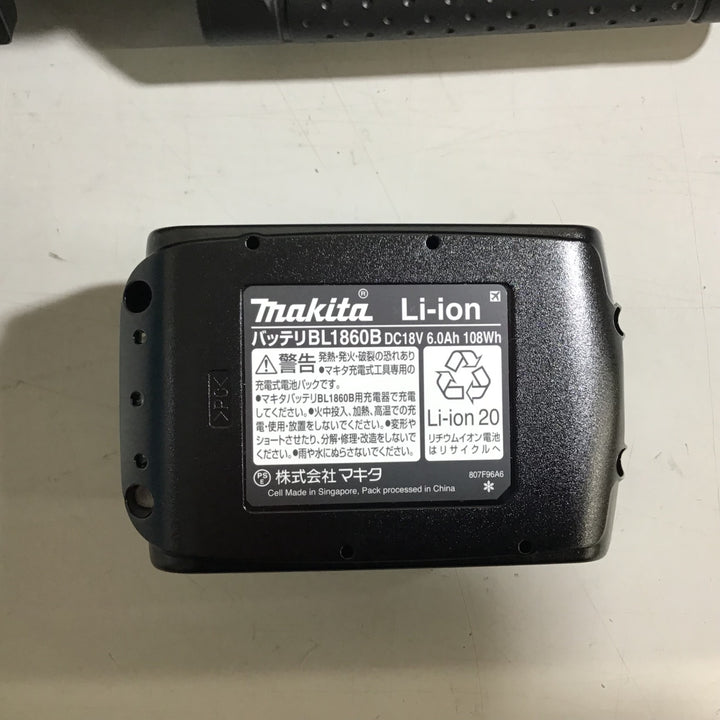 makita® Li-ion
バッテリBL1860B DC18V 6.0Ah 108Wh
警告 発熱・発火・破裂の恐れあり
●マキタ充電式工具専用の
充電式電池パックです。
●マキタバッテリBL1860B用充電器で充
電してください。●火中投入、加熱、高温での充
電・使用・放置をしないでください。●変形や
ショートさせたり、分解・修理・改造をしないで
ください。●雨や水にぬらさないでください。
Li-ion 20
リチウムイオン電池
はリサイクルへ
PSE 株式会社 マキタ
807F96A6
Cell Made in Singapore, Pack processed in China
*
>PC<